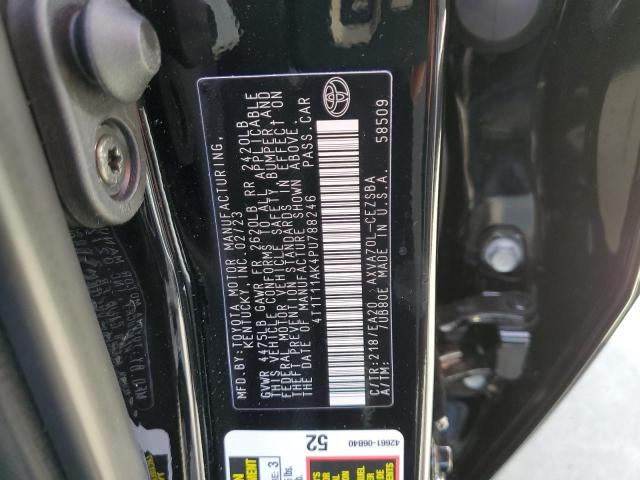 MFD.BY:TOYOTA MOTOR MANUFACTURING,
KENTUCKY, INC. 02/23
GVWR 4475LB GAWR FR 2620LB RR 2420LB
THIS VEHICLE CONFORMS TO ALL APPLICABLE
FEDERAL MOTOR VEHICLE SAFETY, BUMPER, AND
THEFT PREVENTION STANDARDS IN EFFECT ON
THE DATE OF MANUFACTURE SHOWN ABOVE.
4T1T11AK4PU788246 PASS.CAR
C/TR:218/EA20 AXVA70L-CEZSBA
A/TM: /UB80E MADE IN U.S.A. 58509
52
42661-06B40